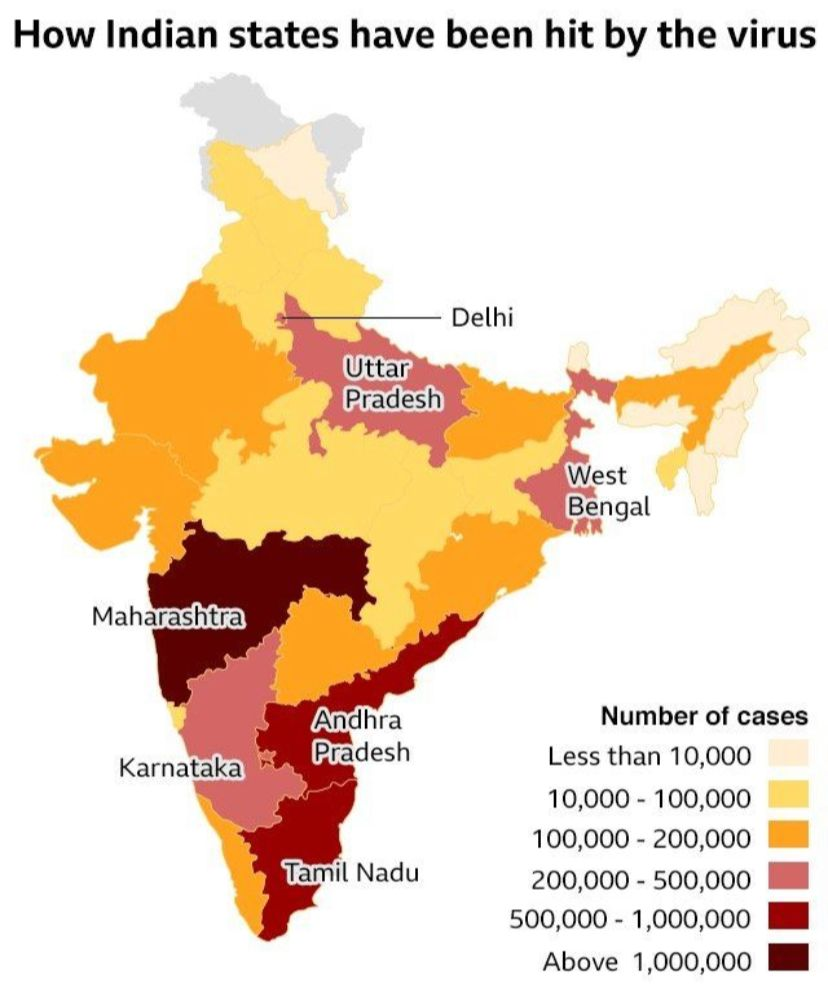 How Indian states have been hit by the virus
Delhi
Uttar
Pradesh
West
Bengal
Maharashtra
Andhra
Pradesh
Karnataka
Tamil Nadu
Number of cases
Less than 10,000
10,000 - 100,000
100,000 - 200,000
200,000 - 500,000
500,000 - 1,000,000
Above 1,000,000